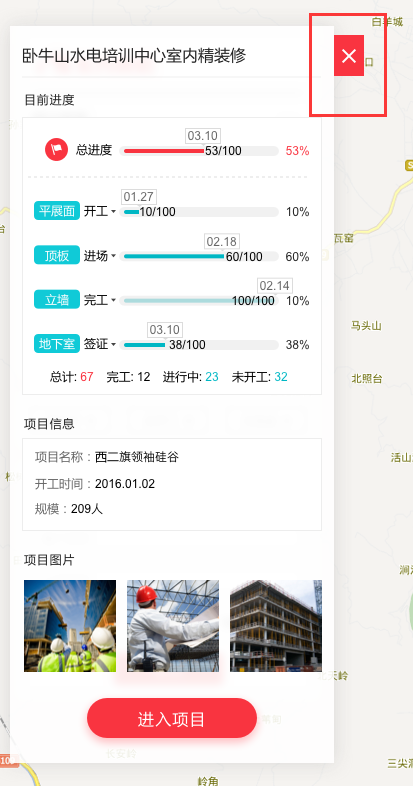 白羊城
卧牛山水电培训中心室内精装修
口
目前进度
03.10
总进度 53/100 53%
01.27
平展面 开工 10/100 10%
02.18
瓦窑
顶板 进场 60/100 60%
02.14
立墙 完工 100/100 10%
03.10
马头山
地下室 签证 38/100 38%
总计: 67 完工: 12 进行中: 23 未开工: 32
北照台
项目信息
项目名称：西二旗领袖硅谷
活山
开工时间：2016.01.02
规模：209人
项目图片
进入项目
长安岭
三尖
岭角